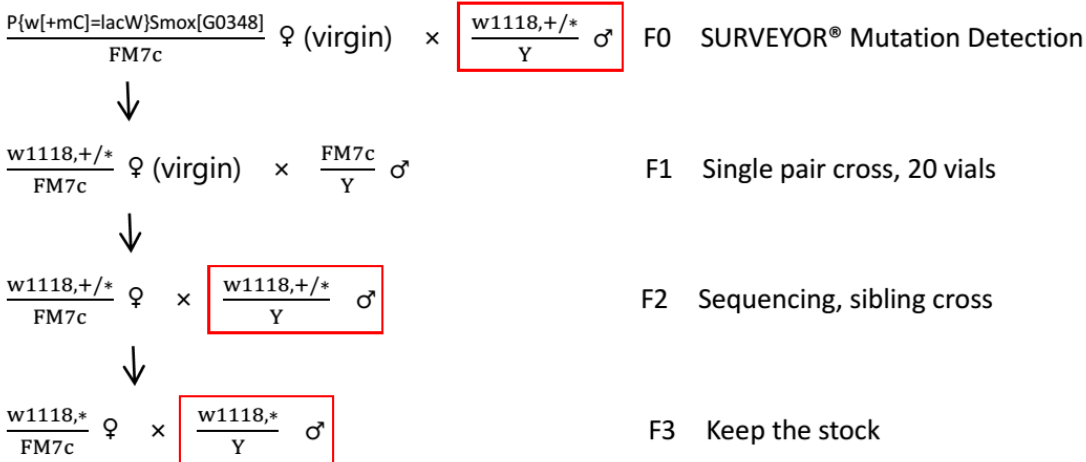 P{w[+mC]=lacW}Smox[G0348]/FM7c ♀ (virgin) × w1118,+/*/Y ♂ F0 SURVEYOR® Mutation Detection
w1118,+/*/FM7c ♀ (virgin) × FM7c/Y ♂ F1 Single pair cross, 20 vials
w1118,+/*/FM7c ♀ × w1118,+/*/Y ♂ F2 Sequencing, sibling cross
w1118,*/FM7c ♀ × w1118,*/Y ♂ F3 Keep the stock